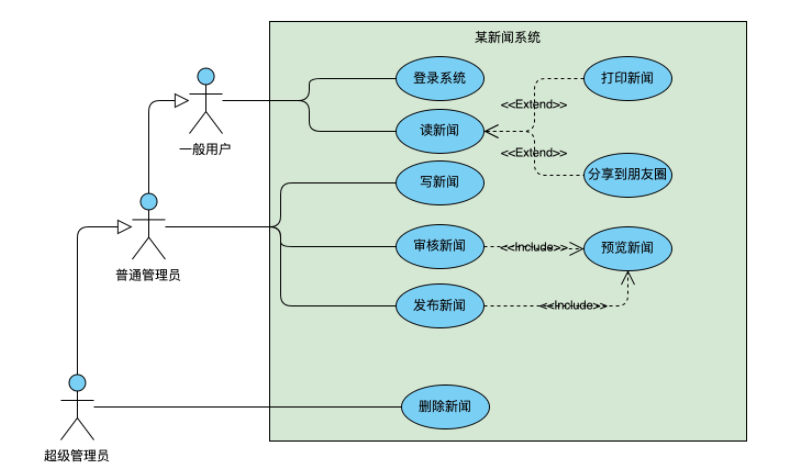 某新闻系统
登录系统
打印新闻
<<Extend>>
读新闻
一般用户
<<Extend>>
分享到朋友圈
写新闻
审核新闻
<<Include>>
预览新闻
普通管理员
发布新闻
<<Include>>
删除新闻
超级管理员